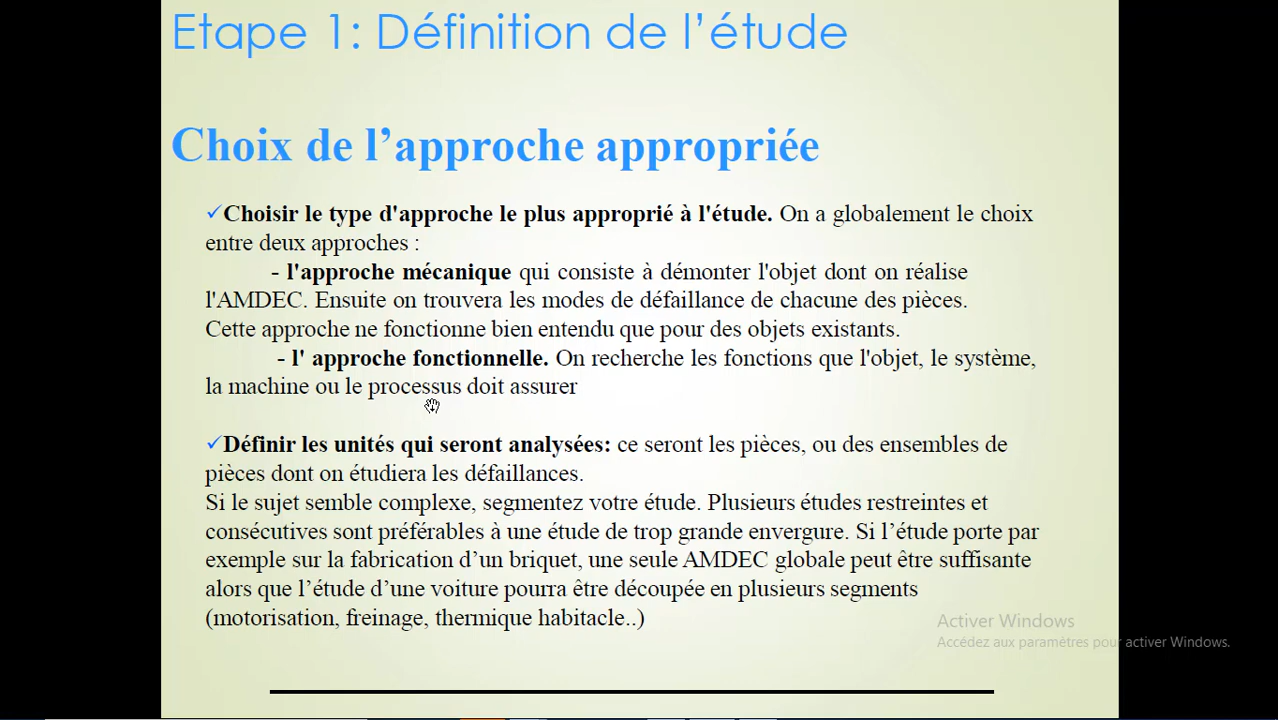 Etape 1: Définition de l’étude
Choix de l’approche appropriée
✓Choisir le type d'approche le plus approprié à l'étude. On a globalement le choix
entre deux approches :
- l'approche mécanique qui consiste à démonter l'objet dont on réalise
l'AMDEC. Ensuite on trouvera les modes de défaillance de chacune des pièces.
Cette approche ne fonctionne bien entendu que pour des objets existants.
- l' approche fonctionnelle. On recherche les fonctions que l'objet, le système,
la machine ou le processus doit assurer
✓Définir les unités qui seront analysées: ce seront les pièces, ou des ensembles de
pièces dont on étudiera les défaillances.
Si le sujet semble complexe, segmentez votre étude. Plusieurs études restreintes et
consécutives sont préférables à une étude de trop grande envergure. Si l’étude porte par
exemple sur la fabrication d’un briquet, une seule AMDEC globale peut être suffisante
alors que l’étude d’une voiture pourra être découpée en plusieurs segments
(motorisation, freinage, thermique habitacle..)
Activer Windows
Accédez aux paramètres pour activer Windows.